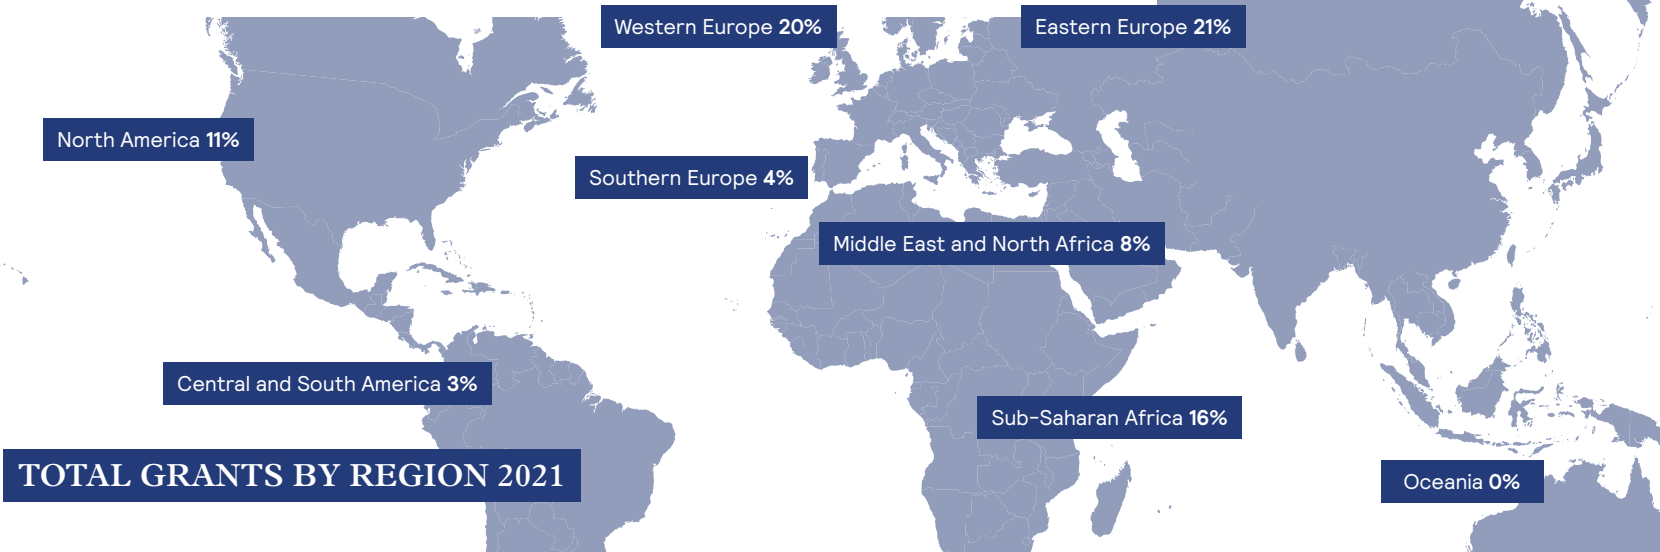 Western Europe 20%
Eastern Europe 21%
North America 11%
Southern Europe 4%
Middle East and North Africa 8%
Central and South America 3%
Sub-Saharan Africa 16%
TOTAL GRANTS BY REGION 2021
Oceania 0%